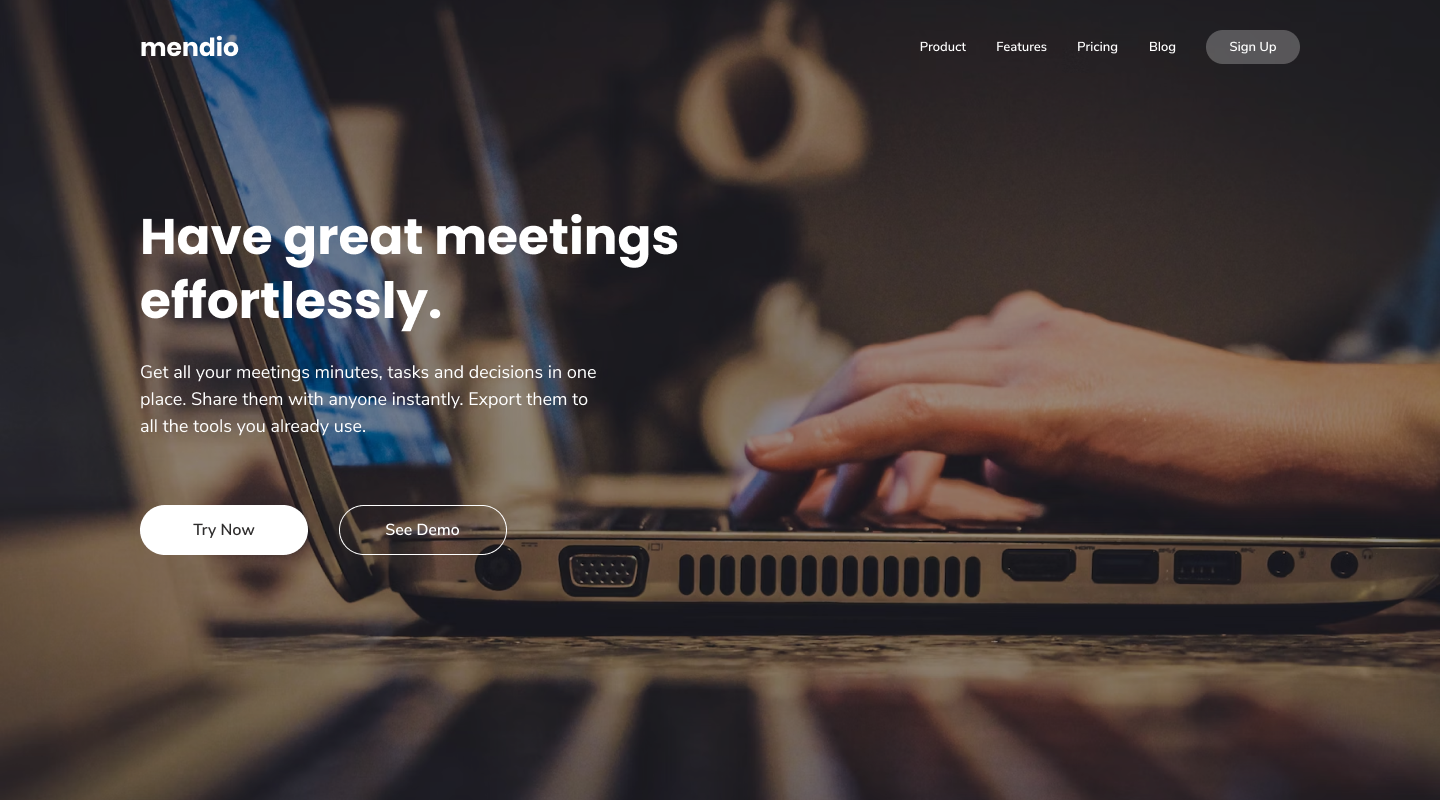 mendio
Product Features Pricing Blog Sign Up
Have great meetings
effortlessly.
Get all your meetings minutes, tasks and decisions in one
place. Share them with anyone instantly. Export them to
all the tools you already use.
Try Now See Demo